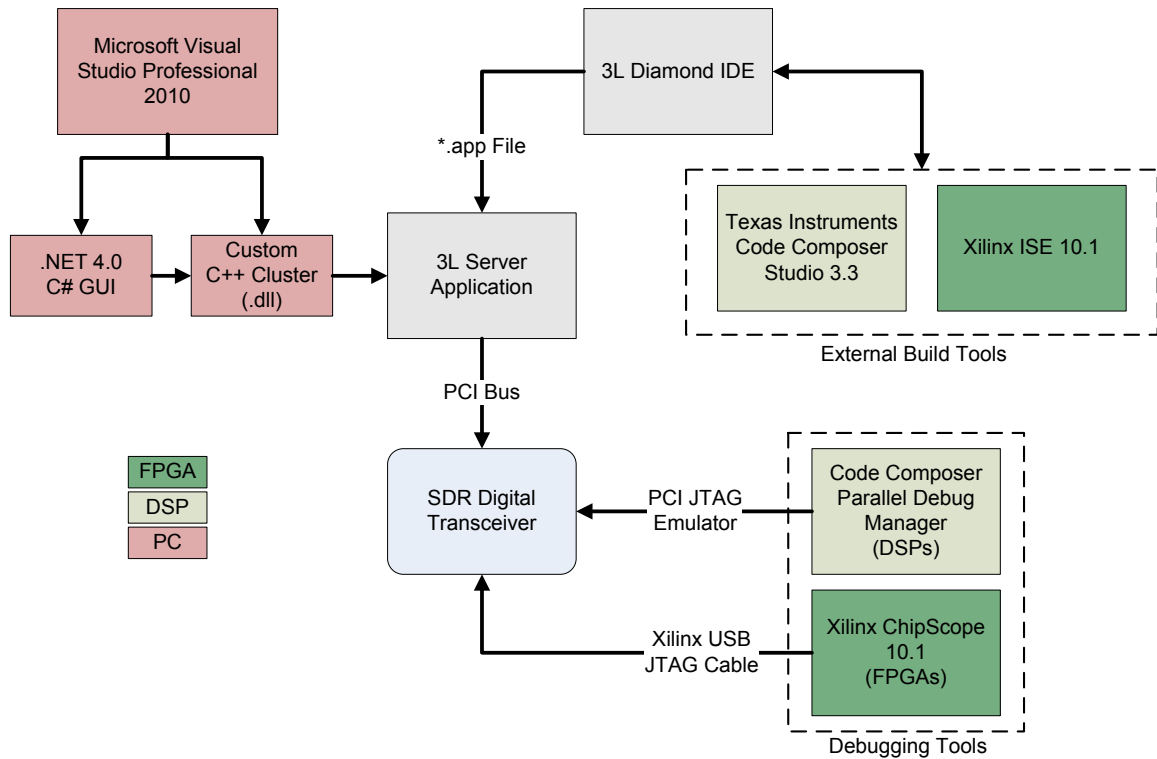 Microsoft Visual
Studio Professional
2010
3L Diamond IDE
*.app File
.NET 4.0
C# GUI
Custom
C++ Cluster
(.dll)
3L Server
Application
Texas Instruments
Code Composer
Studio 3.3
Xilinx ISE 10.1
External Build Tools
PCI Bus
FPGA
DSP
PC
SDR Digital
Transceiver
PCI JTAG
Emulator
Code Composer
Parallel Debug
Manager
(DSPs)
Xilinx USB
JTAG Cable
Xilinx ChipScope
10.1
(FPGAs)
Debugging Tools